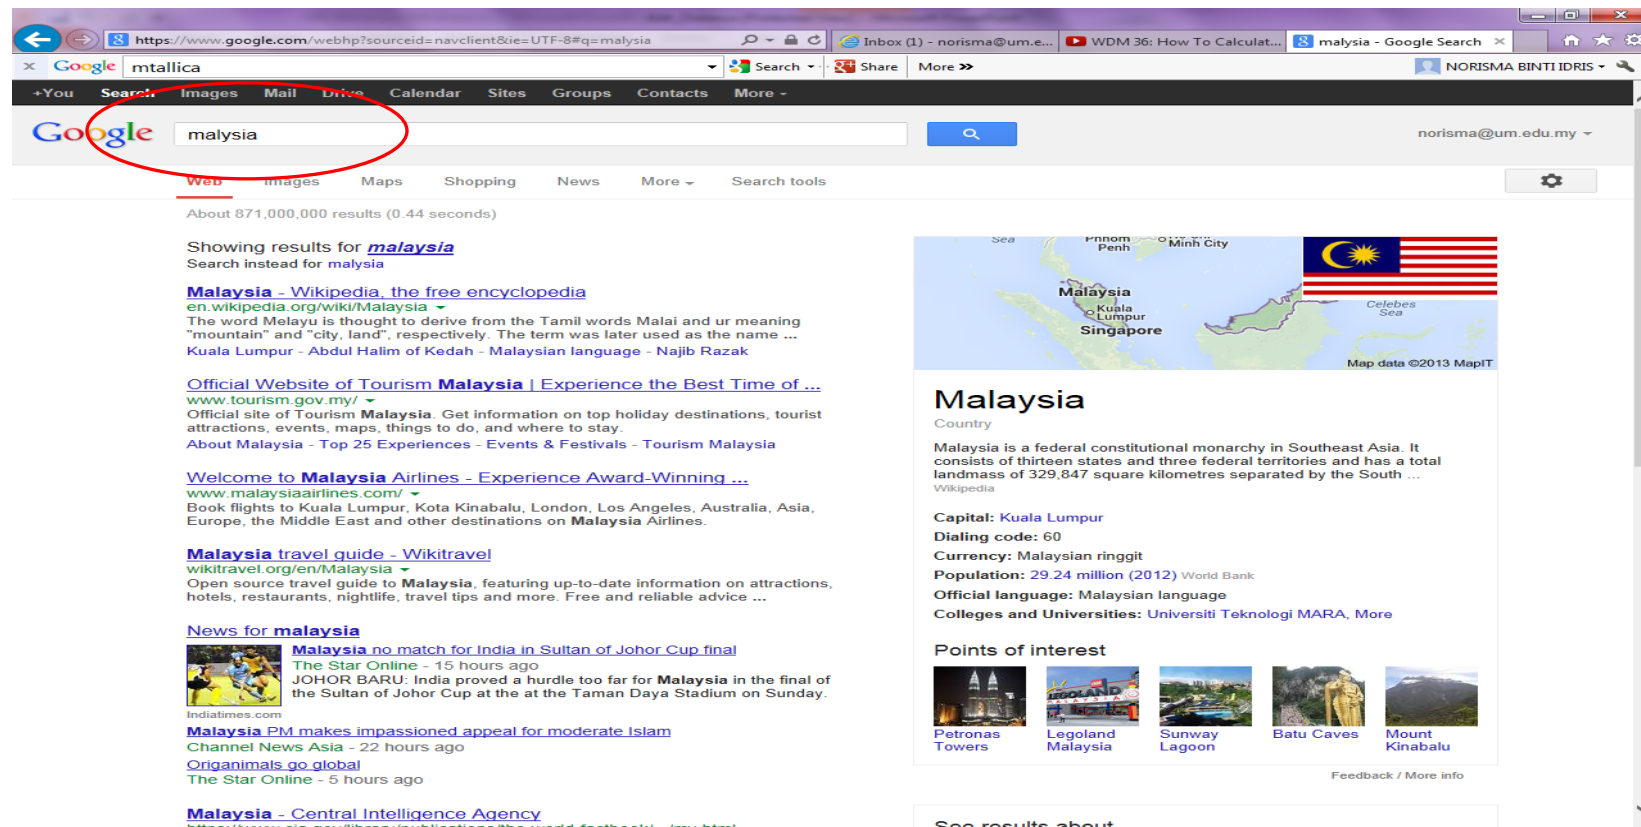 https://www.google.com/webhp?sourceid=navclient&ie=UTF-8#q=malysia
Inbox (1) - norisma@um.e...
WDM 36: How To Calculat...
malysia - Google Search
Google mtallica Search Share More >>
NORISMA BINTI IDRIS
+You Search Images Mail Drive Calendar Sites Groups Contacts More
Google malysia
norisma@um.edu.my
Web Images Maps Shopping News More Search tools
About 871,000,000 results (0.44 seconds)
Showing results for malaysia
Search instead for malysia
Malaysia - Wikipedia, the free encyclopedia
en.wikipedia.org/wiki/Malaysia
The word Melayu is thought to derive from the Tamil words Malai and ur meaning
"mountain" and "city, land", respectively. The term was later used as the name ...
Kuala Lumpur - Abdul Halim of Kedah - Malaysian language - Najib Razak
Official Website of Tourism Malaysia | Experience the Best Time of ...
www.tourism.gov.my/
Official site of Tourism Malaysia. Get information on top holiday destinations, tourist
attractions, events, maps, things to do, and where to stay.
About Malaysia - Top 25 Experiences - Events & Festivals - Tourism Malaysia
Welcome to Malaysia Airlines - Experience Award-Winning ...
www.malaysiaairlines.com/
Book flights to Kuala Lumpur, Kota Kinabalu, London, Los Angeles, Australia, Asia,
Europe, the Middle East and other destinations on Malaysia Airlines.
Malaysia travel guide - Wikitravel
wikitravel.org/en/Malaysia
Open source travel guide to Malaysia, featuring up-to-date information on attractions,
hotels, restaurants, nightlife, travel tips and more. Free and reliable advice ...
News for malaysia
Malaysia no match for India in Sultan of Johor Cup final
The Star Online - 15 hours ago
JOHOR BARU: India proved a hurdle too far for Malaysia in the final of
the Sultan of Johor Cup at the at the Taman Daya Stadium on Sunday.
Indiatimes.com
Malaysia PM makes impassioned appeal for moderate Islam
Channel News Asia - 22 hours ago
Origanimals go global
The Star Online - 5 hours ago
Malaysia - Central Intelligence Agency
Sea
Phnom
Penh
Minh City
Malaysia
Kuala
Lumpur
Singapore
Celebes
Sea
Map data ©2013 MapIT
Malaysia
Country
Malaysia is a federal constitutional monarchy in Southeast Asia. It
consists of thirteen states and three federal territories and has a total
landmass of 329,847 square kilometres separated by the South ...
Wikipedia
Capital: Kuala Lumpur
Dialing code: 60
Currency: Malaysian ringgit
Population: 29.24 million (2012) World Bank
Official language: Malaysian language
Colleges and Universities: Universiti Teknologi MARA, More
Points of interest
LEGOLAND
Petronas
Towers
Legoland
Malaysia
Sunway
Lagoon
Batu Caves
Mount
Kinabalu
Feedback / More info
See results about